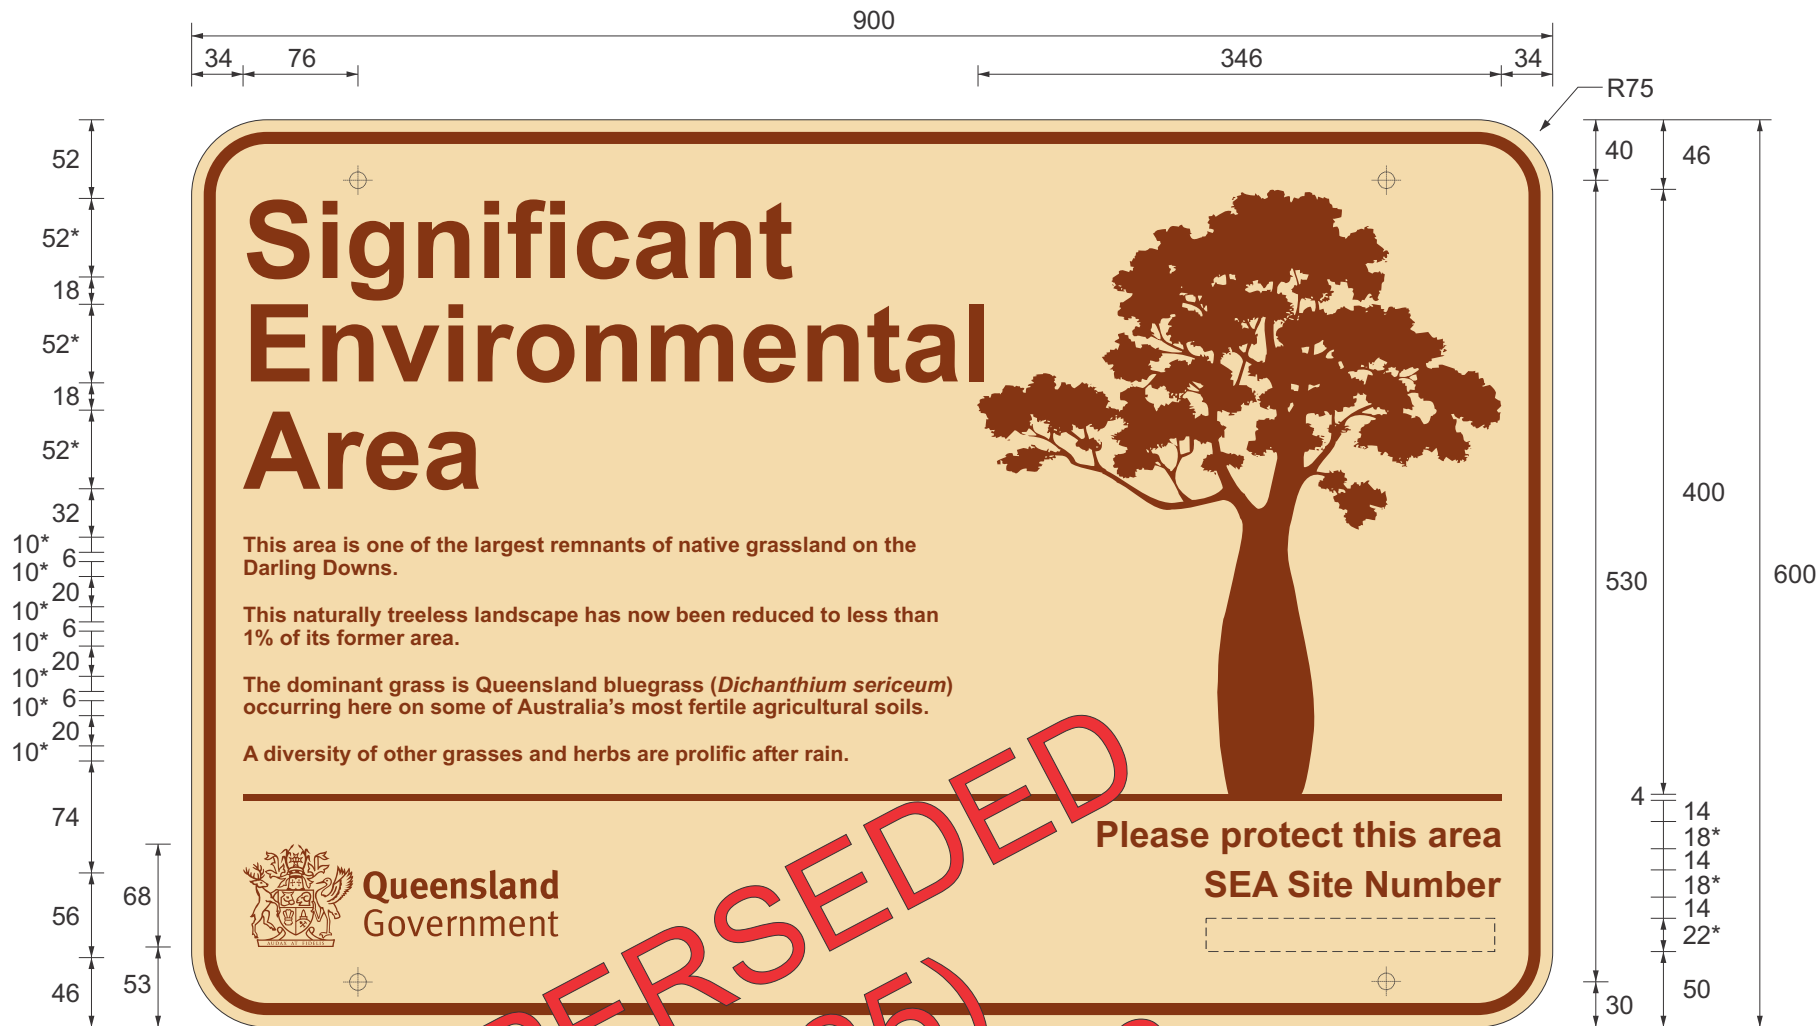 900
34 76 346 34
R75
52
52*
18
52*
18
52*
32
10*
6
10*
20
10*
6
10*
20
10*
6
10*
20
10*
74
56
46
68
53
Significant
Environmental
Area
This area is one of the largest remnants of native grassland on the
Darling Downs.
This naturally treeless landscape has now been reduced to less than
1% of its former area.
The dominant grass is Queensland bluegrass (Dichanthium sericeum)
occurring here on some of Australia's most fertile agricultural soils.
A diversity of other grasses and herbs are prolific after rain.
Please protect this area
SEA Site Number
AUDAX AT FIDELIS
Queensland
Government
40
530
30
46
400
4
14
18*
14
18*
14
22*
50
600
PERSEDED
5)